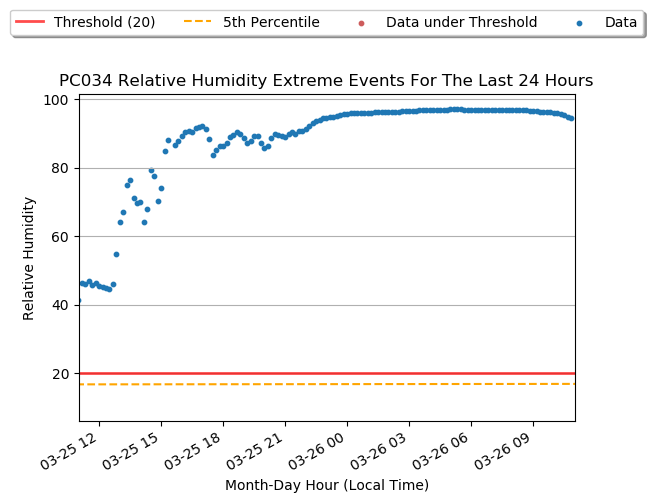 Threshold (20) 5th Percentile Data under Threshold Data
PC034 Relative Humidity Extreme Events For The Last 24 Hours
100
80
60
40
20
Relative Humidity
03-25 12 03-25 15 03-25 18 03-25 21 03-26 00 03-26 03 03-26 06 03-26 09
Month-Day Hour (Local Time)